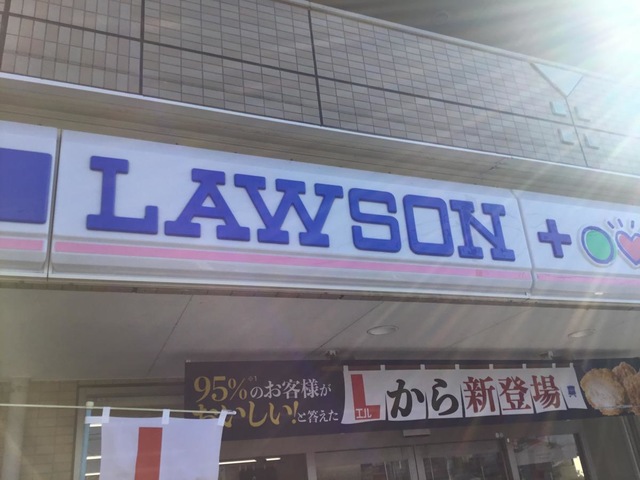 LAWSON +
95%※1のお客様が
おいしい!と答えた
Lエルから新登場